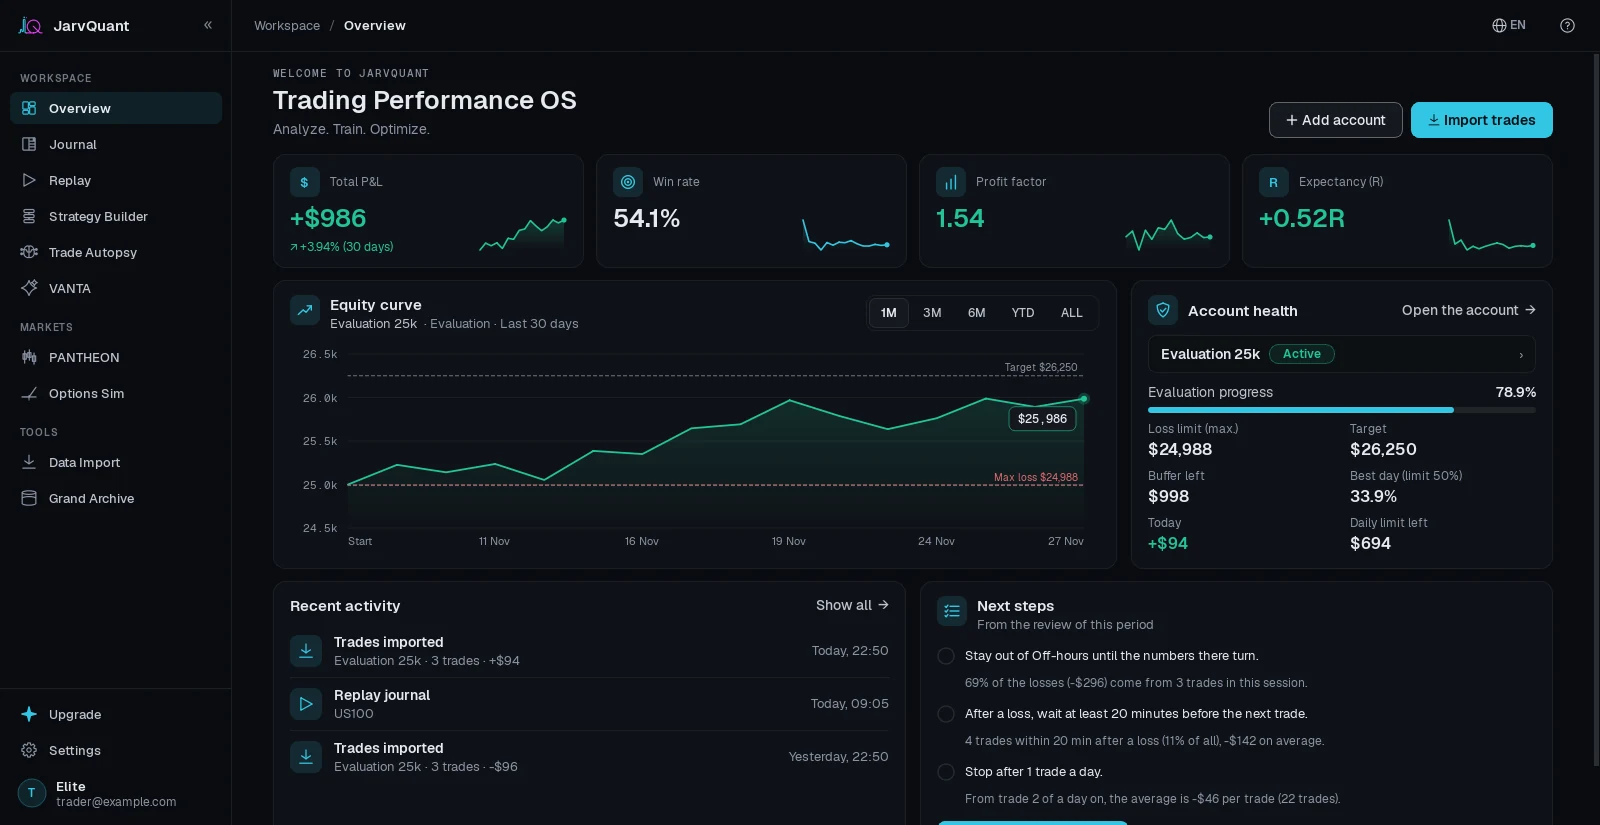 JarvQuant
«
Workspace / Overview
EN
WORKSPACE
Overview
Journal
Replay
Strategy Builder
Trade Autopsy
VANTA
MARKETS
PANTHEON
Options Sim
TOOLS
Data Import
Grand Archive
Upgrade
Settings
T
Elite
trader@example.com
WELCOME TO JARVQUANT
Trading Performance OS
Analyze. Train. Optimize.
+ Add account
Import trades
$ Total P&L
+$986
↗+3.94% (30 days)
Win rate
54.1%
Profit factor
1.54
R Expectancy (R)
+0.52R
Equity curve
Evaluation 25k · Evaluation · Last 30 days
1M 3M 6M YTD ALL
26.5k
Target $26,250
26.0k
$25,986
25.5k
Max loss $24,988
25.0k
24.5k
Start 11 Nov 16 Nov 19 Nov 24 Nov 27 Nov
Account health
Open the account →
Evaluation 25k Active ›
Evaluation progress 78.9%
Loss limit (max.) Target
$24,988 $26,250
Buffer left Best day (limit 50%)
$998 33.9%
Today Daily limit left
+$94 $694
Recent activity
Show all →
Trades imported
Evaluation 25k · 3 trades · +$94
Today, 22:50
Replay journal
US100
Today, 09:05
Trades imported
Evaluation 25k · 3 trades · -$96
Yesterday, 22:50
Next steps
From the review of this period
Stay out of Off-hours until the numbers there turn.
69% of the losses (-$296) come from 3 trades in this session.
After a loss, wait at least 20 minutes before the next trade.
4 trades within 20 min after a loss (11% of all), -$142 on average.
Stop after 1 trade a day.
From trade 2 of a day on, the average is -$46 per trade (22 trades).